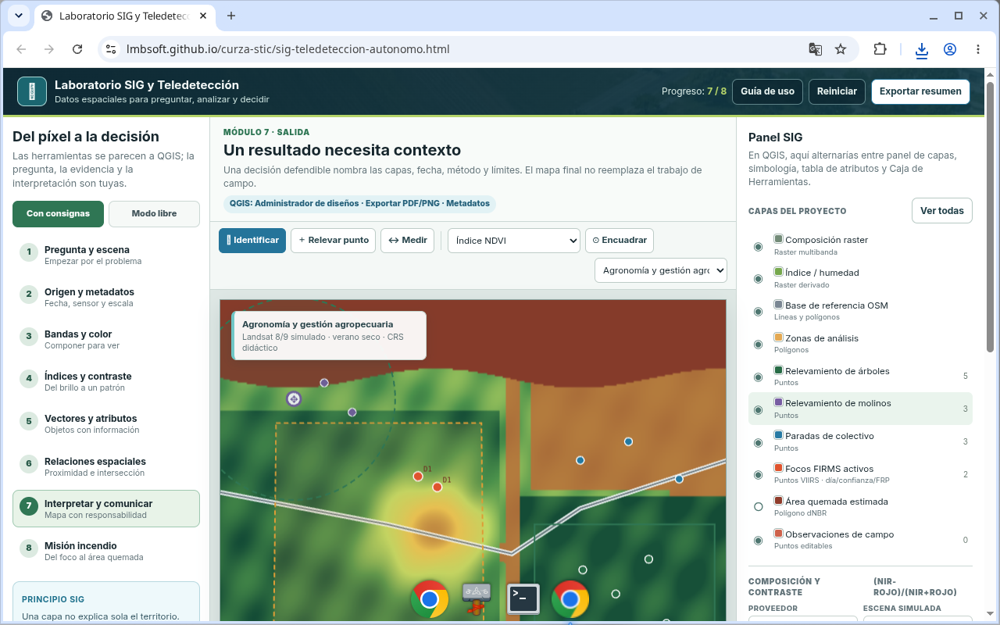 Laboratorio SIG y Teledetecc
lmbsoft.github.io/curza-stic/sig-teledeteccion-autonomo.html
Laboratorio SIG y Teledetección
Datos espaciales para preguntar, analizar y decidir
Progreso: 7 / 8
Guía de uso
Reiniciar
Exportar resumen
Del píxel a la decisión
Las herramientas se parecen a QGIS; la
pregunta, la evidencia y la
interpretación son tuyas.
Con consignas
Modo libre
1
Pregunta y escena
Empezar por el problema
2
Origen y metadatos
Fecha, sensor y escala
3
Bandas y color
Componer para ver
4
Índices y contraste
Del brillo a un patrón
5
Vectores y atributos
Objetos con información
6
Relaciones espaciales
Proximidad e intersección
7
Interpretar y comunicar
Mapa con responsabilidad
8
Misión incendio
Del foco al área quemada
PRINCIPIO SIG
Una capa no explica sola el territorio.
MÓDULO 7 · SALIDA
Un resultado necesita contexto
Una decisión defendible nombra las capas, fecha, método y límites. El mapa final no reemplaza el trabajo de
campo.
QGIS: Administrador de diseños · Exportar PDF/PNG · Metadatos
Identificar
+ Relevar punto
↔ Medir
Índice NDVI
⊙ Encuadrar
Agronomía y gestión agro
Agronomía y gestión agropecuaria
Landsat 8/9 simulado · verano seco · CRS
didáctico
D1
D1
Panel SIG
En QGIS, aquí alternarías entre panel de capas,
simbología, tabla de atributos y Caja de
Herramientas.
CAPAS DEL PROYECTO
Ver todas
Composición raster
Raster multibanda
Índice / humedad
Raster derivado
Base de referencia OSM
Líneas y polígonos
Zonas de análisis
Polígonos
Relevamiento de árboles
Puntos
5
Relevamiento de molinos
Puntos
3
Paradas de colectivo
Puntos
3
Focos FIRMS activos
Puntos VIIRS · día/confianza/FRP
2
Área quemada estimada
Polígono dNBR
Observaciones de campo
Puntos editables
0
COMPOSICIÓN Y
CONTRASTE
(NIR-
ROJO)/(NIR+ROJO)
PROVEEDOR
ESCENA SIMULADA